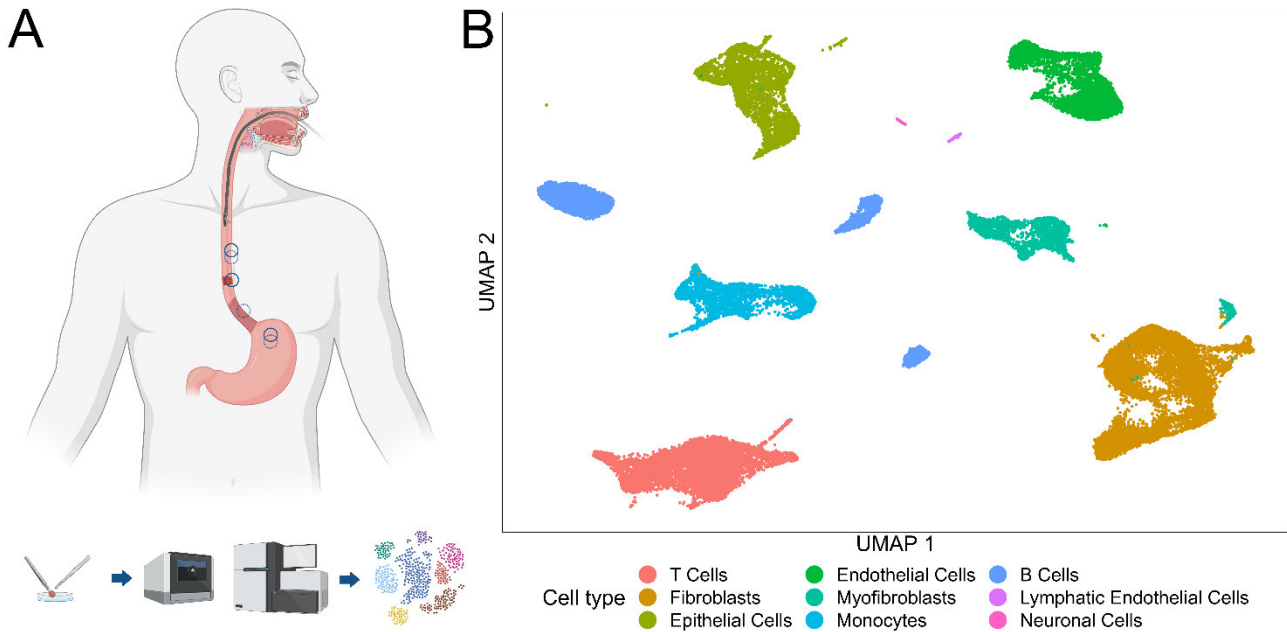 A
B
UMAP 2
UMAP 1
Cell type
T Cells
Fibroblasts
Epithelial Cells
Endothelial Cells
Myofibroblasts
Monocytes
B Cells
Lymphatic Endothelial Cells
Neuronal Cells